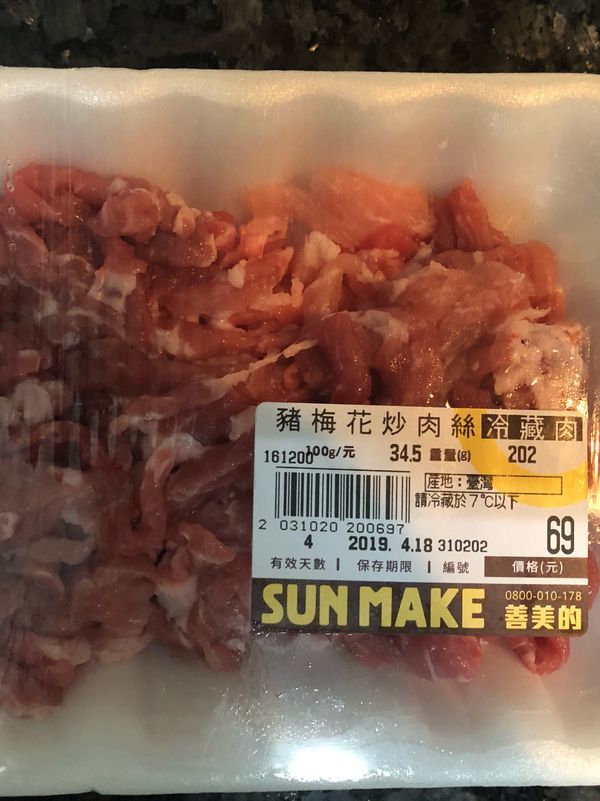 豬梅花炒肉絲 冷藏肉
161200 100g/元 34.5 重量(g) 202
產地:臺灣
請冷藏於7℃以下
2 031020 200697
4 2019. 4.18 310202 69
有效天數 | 保存期限 | 編號 價格(元)
SUN MAKE 0800-010-178
善美的